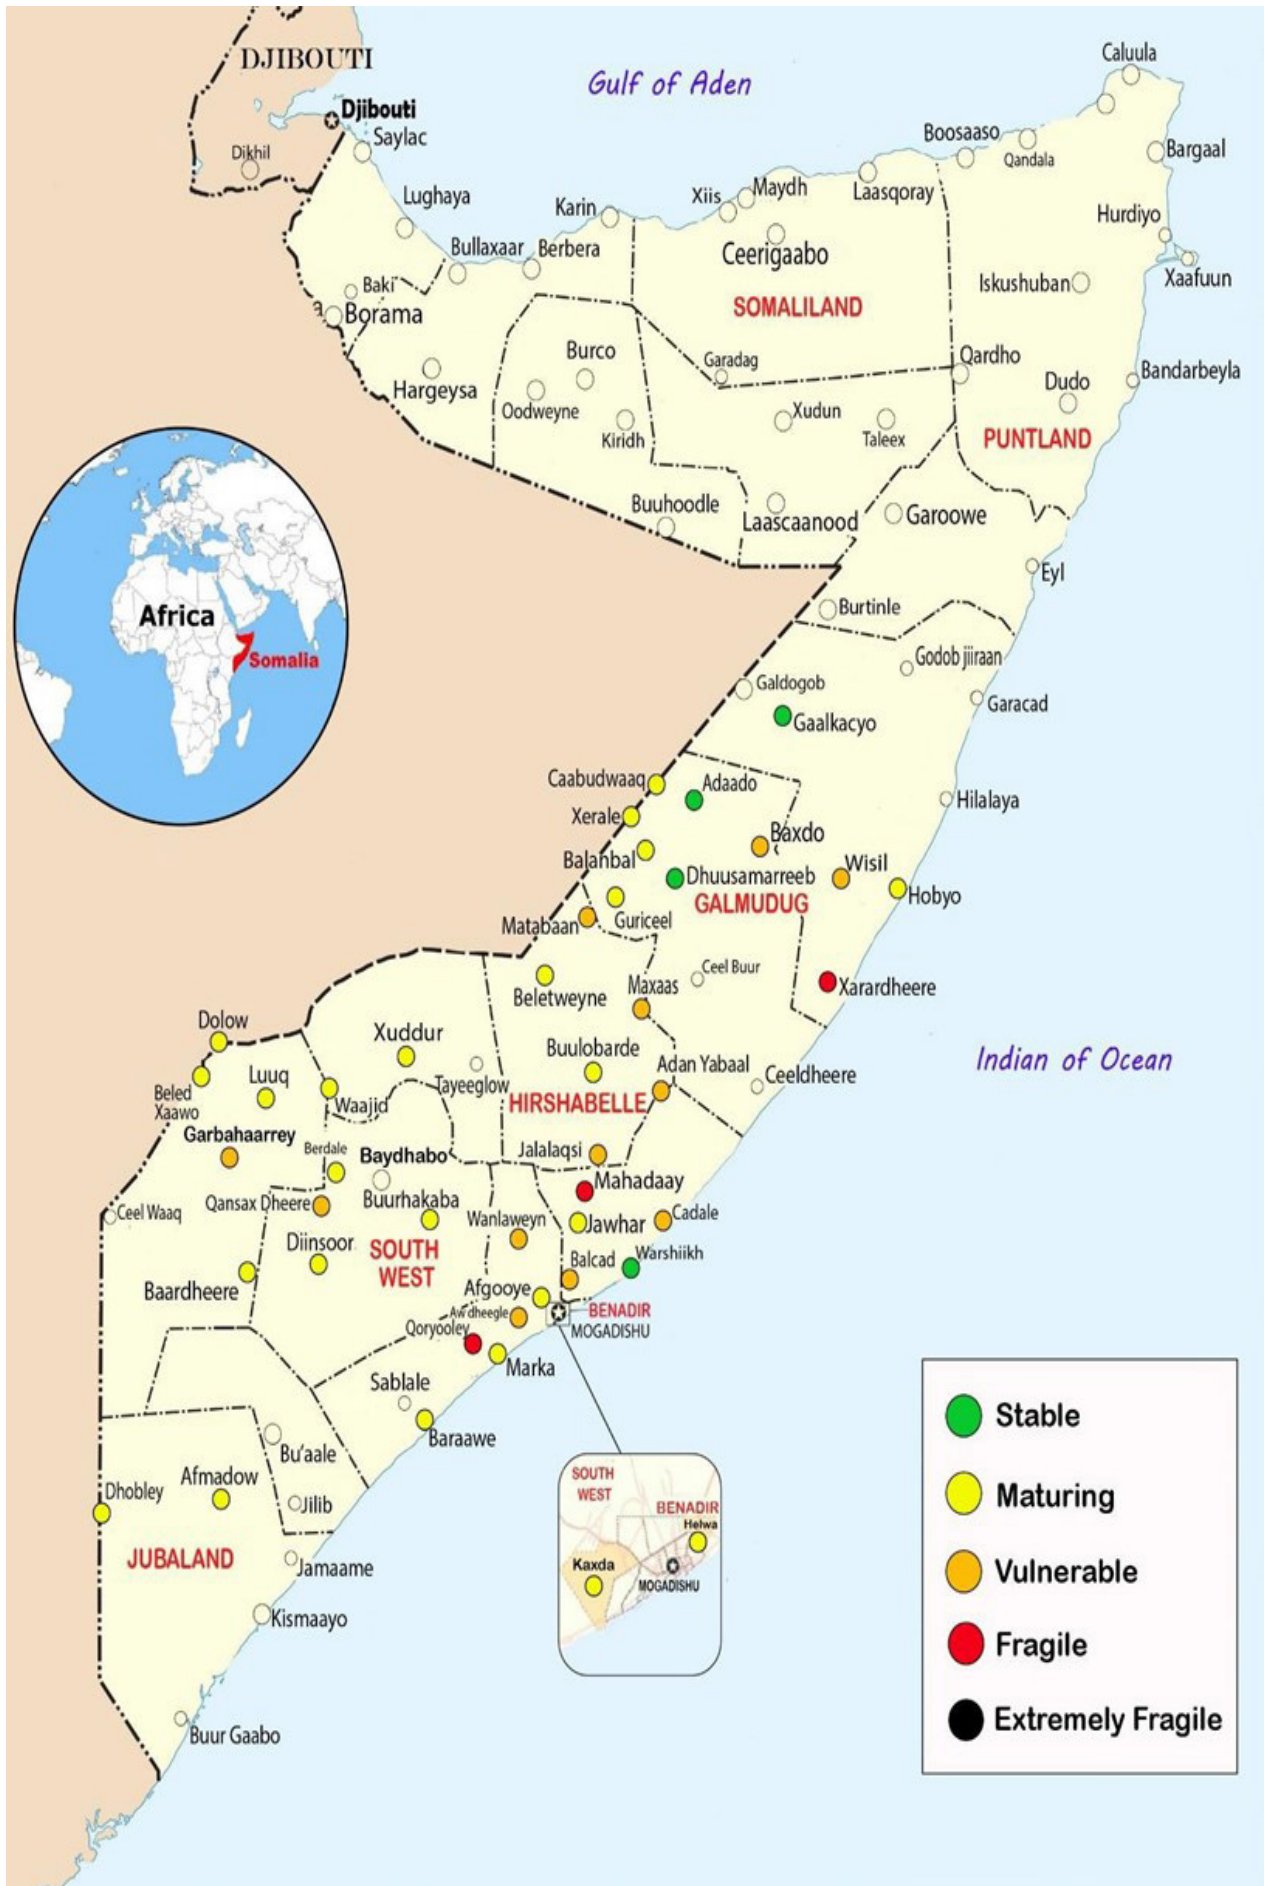 DJIBOUTI
Djibouti
Dikhil
Saylac
Gulf of Aden
Caluula
Boosaaso
Qandala
Bargaal
Lughaya
Karin
Xiis
Maydh
Laasqoray
Hurdiyo
Bullaxaar
Berbera
Ceerigaabo
Xaafuun
Baki
Iskushuban
Borama
SOMALILAND
Burco
Garadag
Qardho
Bandarbeyla
Hargeysa
Oodweyne
Xudun
Dudo
Kiridh
Taleex
PUNTLAND
Buuhoodle
Laascaanood
Garoowe
Eyl
Africa
Somalia
Burtinle
Godob jiiraan
Galdogob
Garacad
Gaalkacyo
Caabudwaaq
Adaado
Hilalaya
Xerale
Baxdo
Balanbal
Wisil
Dhuusamarreeb
Hobyo
GALMUDUG
Guriceel
Matabaan
Ceel Buur
Maxaas
Xarardheere
Beletweyne
Dolow
Xuddur
Buulobarde
Indian of Ocean
Adan Yabaal
Luuq
Tayeeglow
Ceeldheere
Beled
Xaawo
Waajid
HIRSHABELLE
Garbahaarrey
Berdale
Baydhabo
Jalalaqsi
Mahadaay
Qansax Dheere
Buurhakaba
Ceel Waaq
Wanlaweyn
Jawhar
Cadale
Diinsoor
SOUTH
WEST
Balcad
Warshiikh
Baardheere
Afgooye
Aw dheegle
BENADIR
Qoryooley
MOGADISHU
Marka
Sablale
Baraawe
Bu'aale
Afmadow
Dhobley
Jilib
JUBALAND
Jamaame
Kismaayo
Buur Gaabo
SOUTH
WEST
BENADIR
Helwa
Kaxda
MOGADISHU
Stable
Maturing
Vulnerable
Fragile
Extremely Fragile